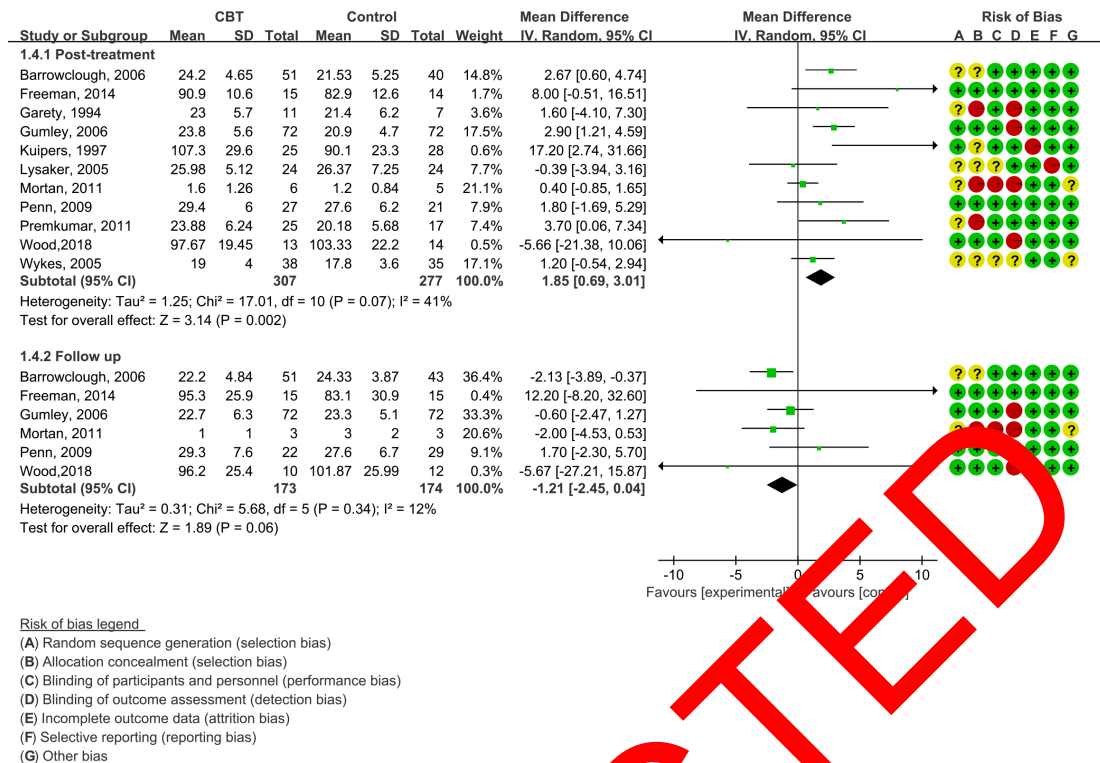 CBT Control Mean Difference Mean Difference Risk of Bias
Study or Subgroup Mean SD Total Mean SD Total Weight IV, Random, 95% CI IV, Random, 95% CI A B C D E F G
1.4.1 Post-treatment
Barrowclough, 2006 24.2 4.65 51 21.53 5.25 40 14.8% 2.67 [0.60, 4.74] ? ? + + + + +
Freeman, 2014 90.9 10.6 15 82.9 12.6 14 1.7% 8.00 [-0.51, 16.51] + + + + + + +
Garety, 1994 23 5.7 11 21.4 6.2 7 3.6% 1.60 [-4.10, 7.30] ? - + - + + +
Gumley, 2006 23.8 5.6 72 20.9 4.7 72 17.5% 2.90 [1.21, 4.59] + + + - + + +
Kuipers, 1997 107.3 29.6 25 90.1 23.3 28 0.6% 17.20 [2.74, 31.66] + ? + + - + +
Lysaker, 2005 25.98 5.12 24 26.37 7.25 24 7.7% -0.39 [-3.94, 3.16] ? ? ? + + - +
Mortan, 2011 1.6 1.26 6 1.2 0.84 5 21.1% 0.40 [-0.85, 1.65] ? - - - + + ?
Penn, 2009 29.4 6 27 27.6 6.2 21 7.9% 1.80 [-1.69, 5.29] + + + + + + +
Premkumar, 2011 23.88 6.24 25 20.18 5.68 17 7.4% 3.70 [0.06, 7.34] ? - + + + + +
Wood,2018 97.67 19.45 13 103.33 22.2 14 0.5% -5.66 [-21.38, 10.06] + + + - + + +
Wykes, 2005 19 4 38 17.8 3.6 35 17.1% 1.20 [-0.54, 2.94] ? ? ? ? + ? ?
Subtotal (95% CI) 307 277 100.0% 1.85 [0.69, 3.01]
Heterogeneity: Tau² = 1.25; Chi² = 17.01, df = 10 (P = 0.07); I² = 41%
Test for overall effect: Z = 3.14 (P = 0.002)
1.4.2 Follow up
Barrowclough, 2006 22.2 4.84 51 24.33 3.87 43 36.4% -2.13 [-3.89, -0.37] ? ? + + + + +
Freeman, 2014 95.3 25.9 15 83.1 30.9 15 0.4% 12.20 [-8.20, 32.60] + + + + + + +
Gumley, 2006 22.7 6.3 72 23.3 5.1 72 33.3% -0.60 [-2.47, 1.27] + + + - + + +
Mortan, 2011 1 1 3 3 2 3 20.6% -2.00 [-4.53, 0.53] ? - - - + + ?
Penn, 2009 29.3 7.6 22 27.6 6.7 29 9.1% 1.70 [-2.30, 5.70] + +
Wood,2018 96.2 25.4 10 101.87 25.99 12 0.3% -5.67 [-27.21, 15.87] + + + - + + +
Subtotal (95% CI) 173 174 100.0% -1.21 [-2.45, 0.04]
Heterogeneity: Tau² = 0.31; Chi² = 5.68, df = 5 (P = 0.34); I² = 12%
Test for overall effect: Z = 1.89 (P = 0.06)
-10 -5 0 5 10
Favours [experimental]
TED
Risk of bias legend
(A) Random sequence generation (selection bias)
(B) Allocation concealment (selection bias)
(C) Blinding of participants and personnel (performance bias)
(D) Blinding of outcome assessment (detection bias)
(E) Incomplete outcome data (attrition bias)
(F) Selective reporting (reporting bias)
(G) Other bias